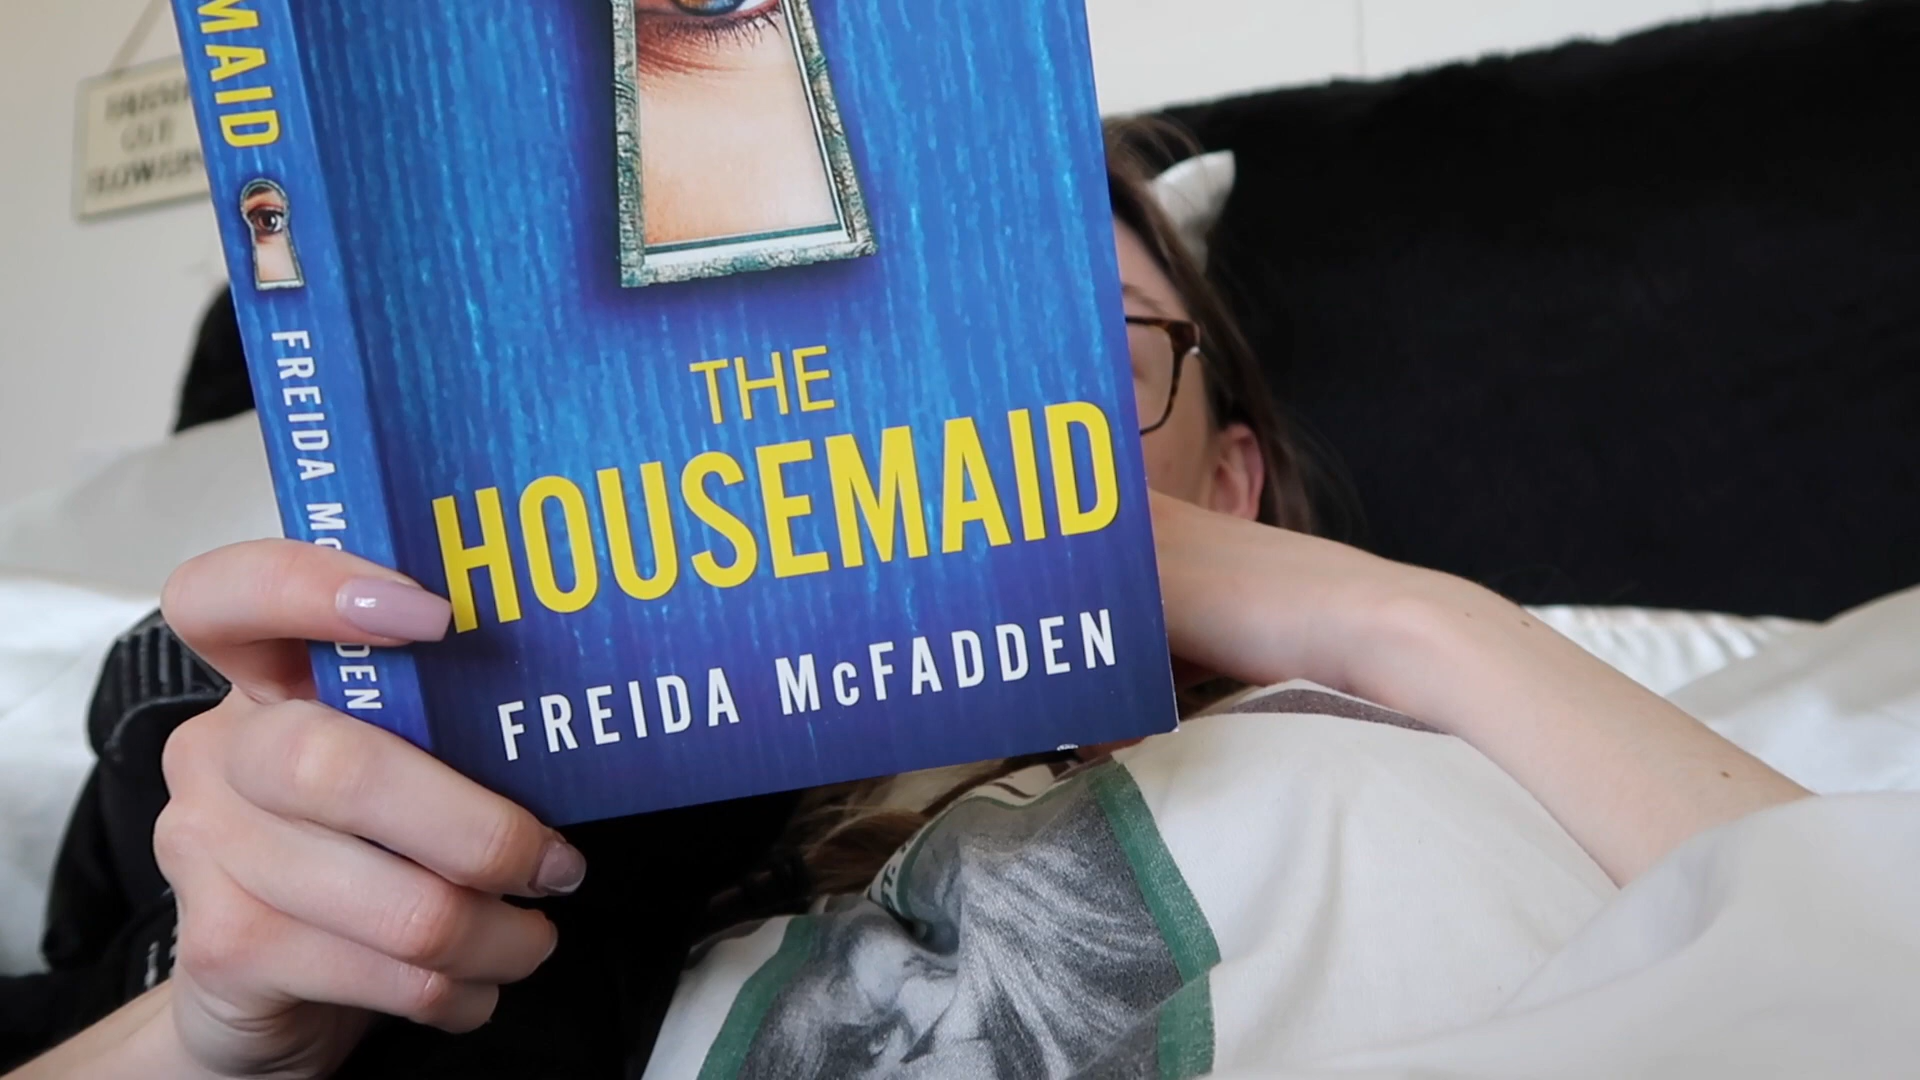 MAID
FREIDA McFADDEN
THE
HOUSEMAID
FREIDA McFADDEN